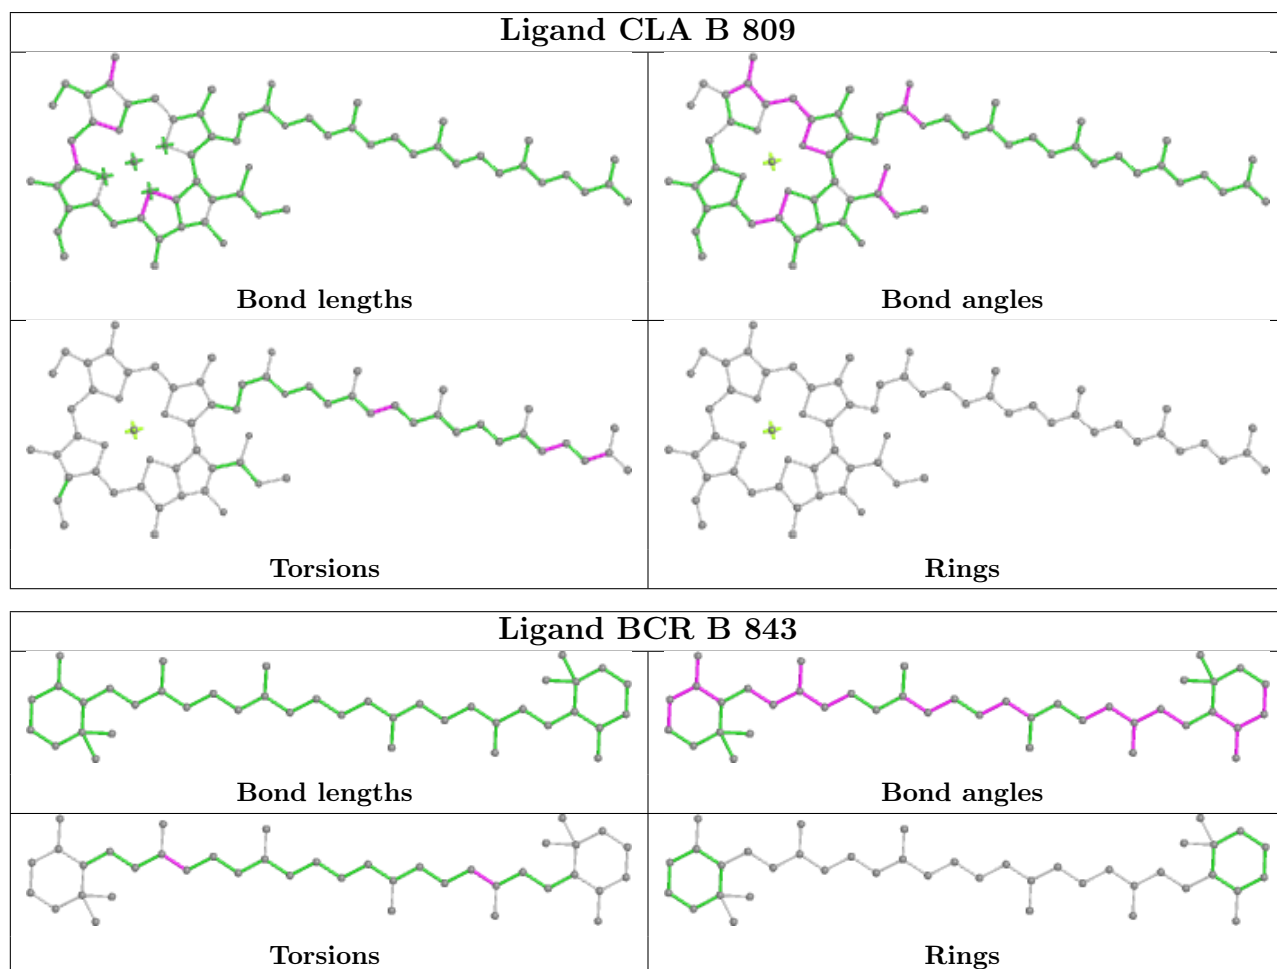 Ligand CLA B 809
Bond lengths
Bond angles
Torsions
Rings
Ligand BCR B 843
Bond lengths
Bond angles
Torsions
Rings